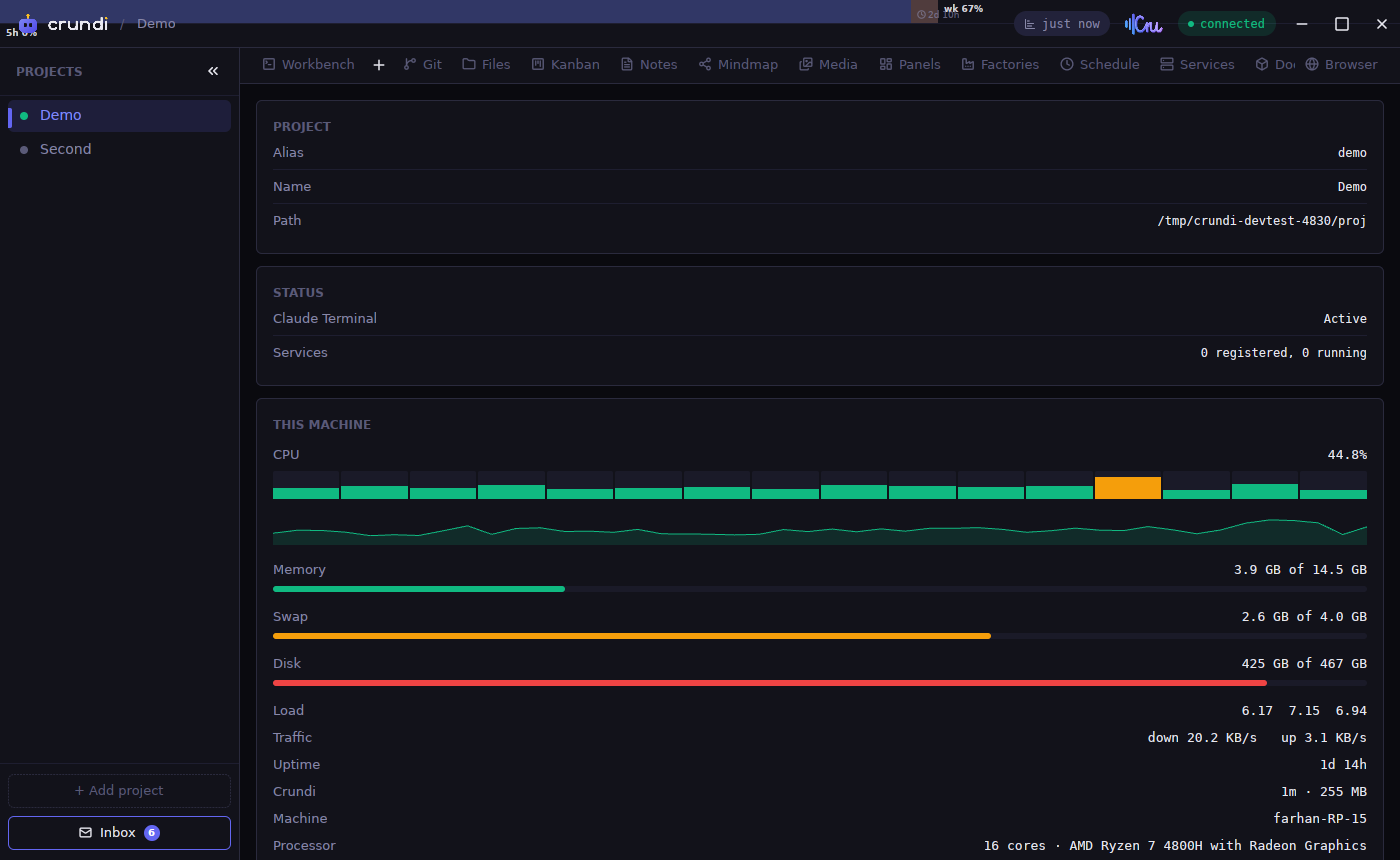 5h 0%
crundi / Demo
2d 10h
wk 67%
just now
Cru
connected
PROJECTS
Workbench
Git
Files
Kanban
Notes
Mindmap
Media
Panels
Factories
Schedule
Services
Doc
Browser
Demo
Second
+ Add project
Inbox 6
PROJECT
Alias demo
Name Demo
Path /tmp/crundi-devtest-4830/proj
STATUS
Claude Terminal Active
Services 0 registered, 0 running
THIS MACHINE
CPU 44.8%
Memory 3.9 GB of 14.5 GB
Swap 2.6 GB of 4.0 GB
Disk 425 GB of 467 GB
Load 6.17 7.15 6.94
Traffic down 20.2 KB/s up 3.1 KB/s
Uptime 1d 14h
Crundi 1m · 255 MB
Machine farhan-RP-15
Processor 16 cores · AMD Ryzen 7 4800H with Radeon Graphics